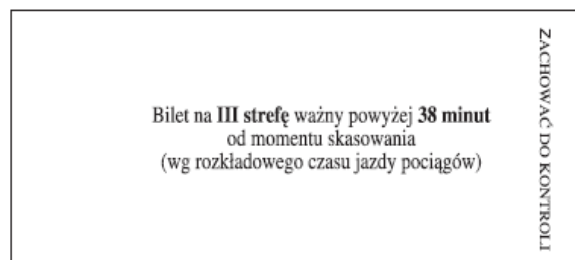 Bilet na III strefę ważny powyżej 38 minut
od momentu skasowania
(wg rozkładowego czasu jazdy pociągów)
ZACHOWAĆ DO KONTROLI